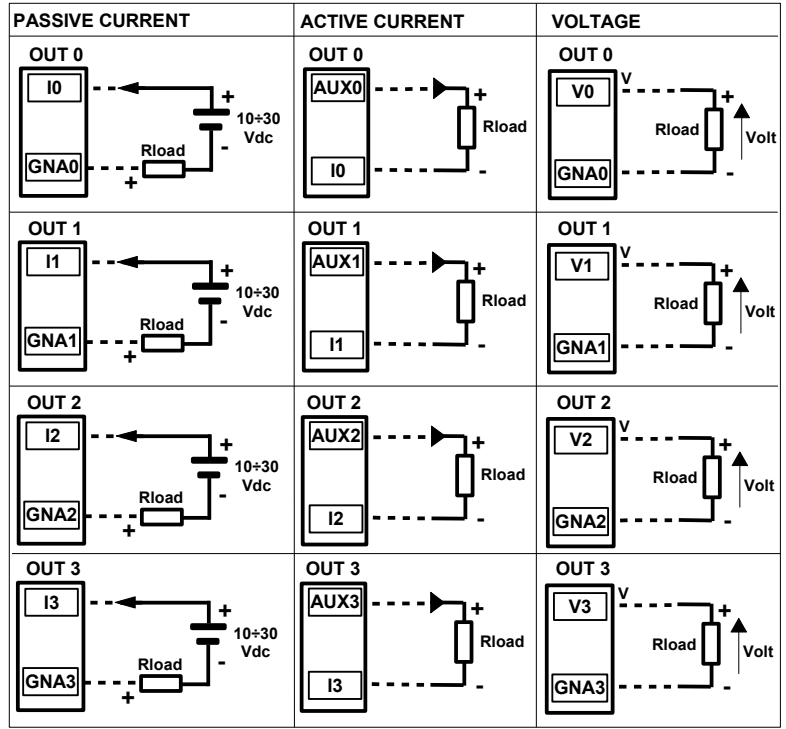 PASSIVE CURRENT
ACTIVE CURRENT
VOLTAGE
OUT 0
I0
+
10÷30
Vdc
-
Rload
GNA0
+
OUT 0
AUX0
+
Rload
I0
-
OUT 0
V
V0
+
Rload
Volt
GNA0
-
OUT 1
I1
+
10÷30
Vdc
-
Rload
GNA1
+
OUT 1
AUX1
+
Rload
I1
-
OUT 1
V
V1
+
Rload
Volt
GNA1
-
OUT 2
I2
+
10÷30
Vdc
-
Rload
GNA2
+
OUT 2
AUX2
+
Rload
I2
-
OUT 2
V
V2
+
Rload
Volt
GNA2
-
OUT 3
I3
+
10÷30
Vdc
-
Rload
GNA3
+
OUT 3
AUX3
+
Rload
I3
-
OUT 3
V
V3
+
Rload
Volt
GNA3
-